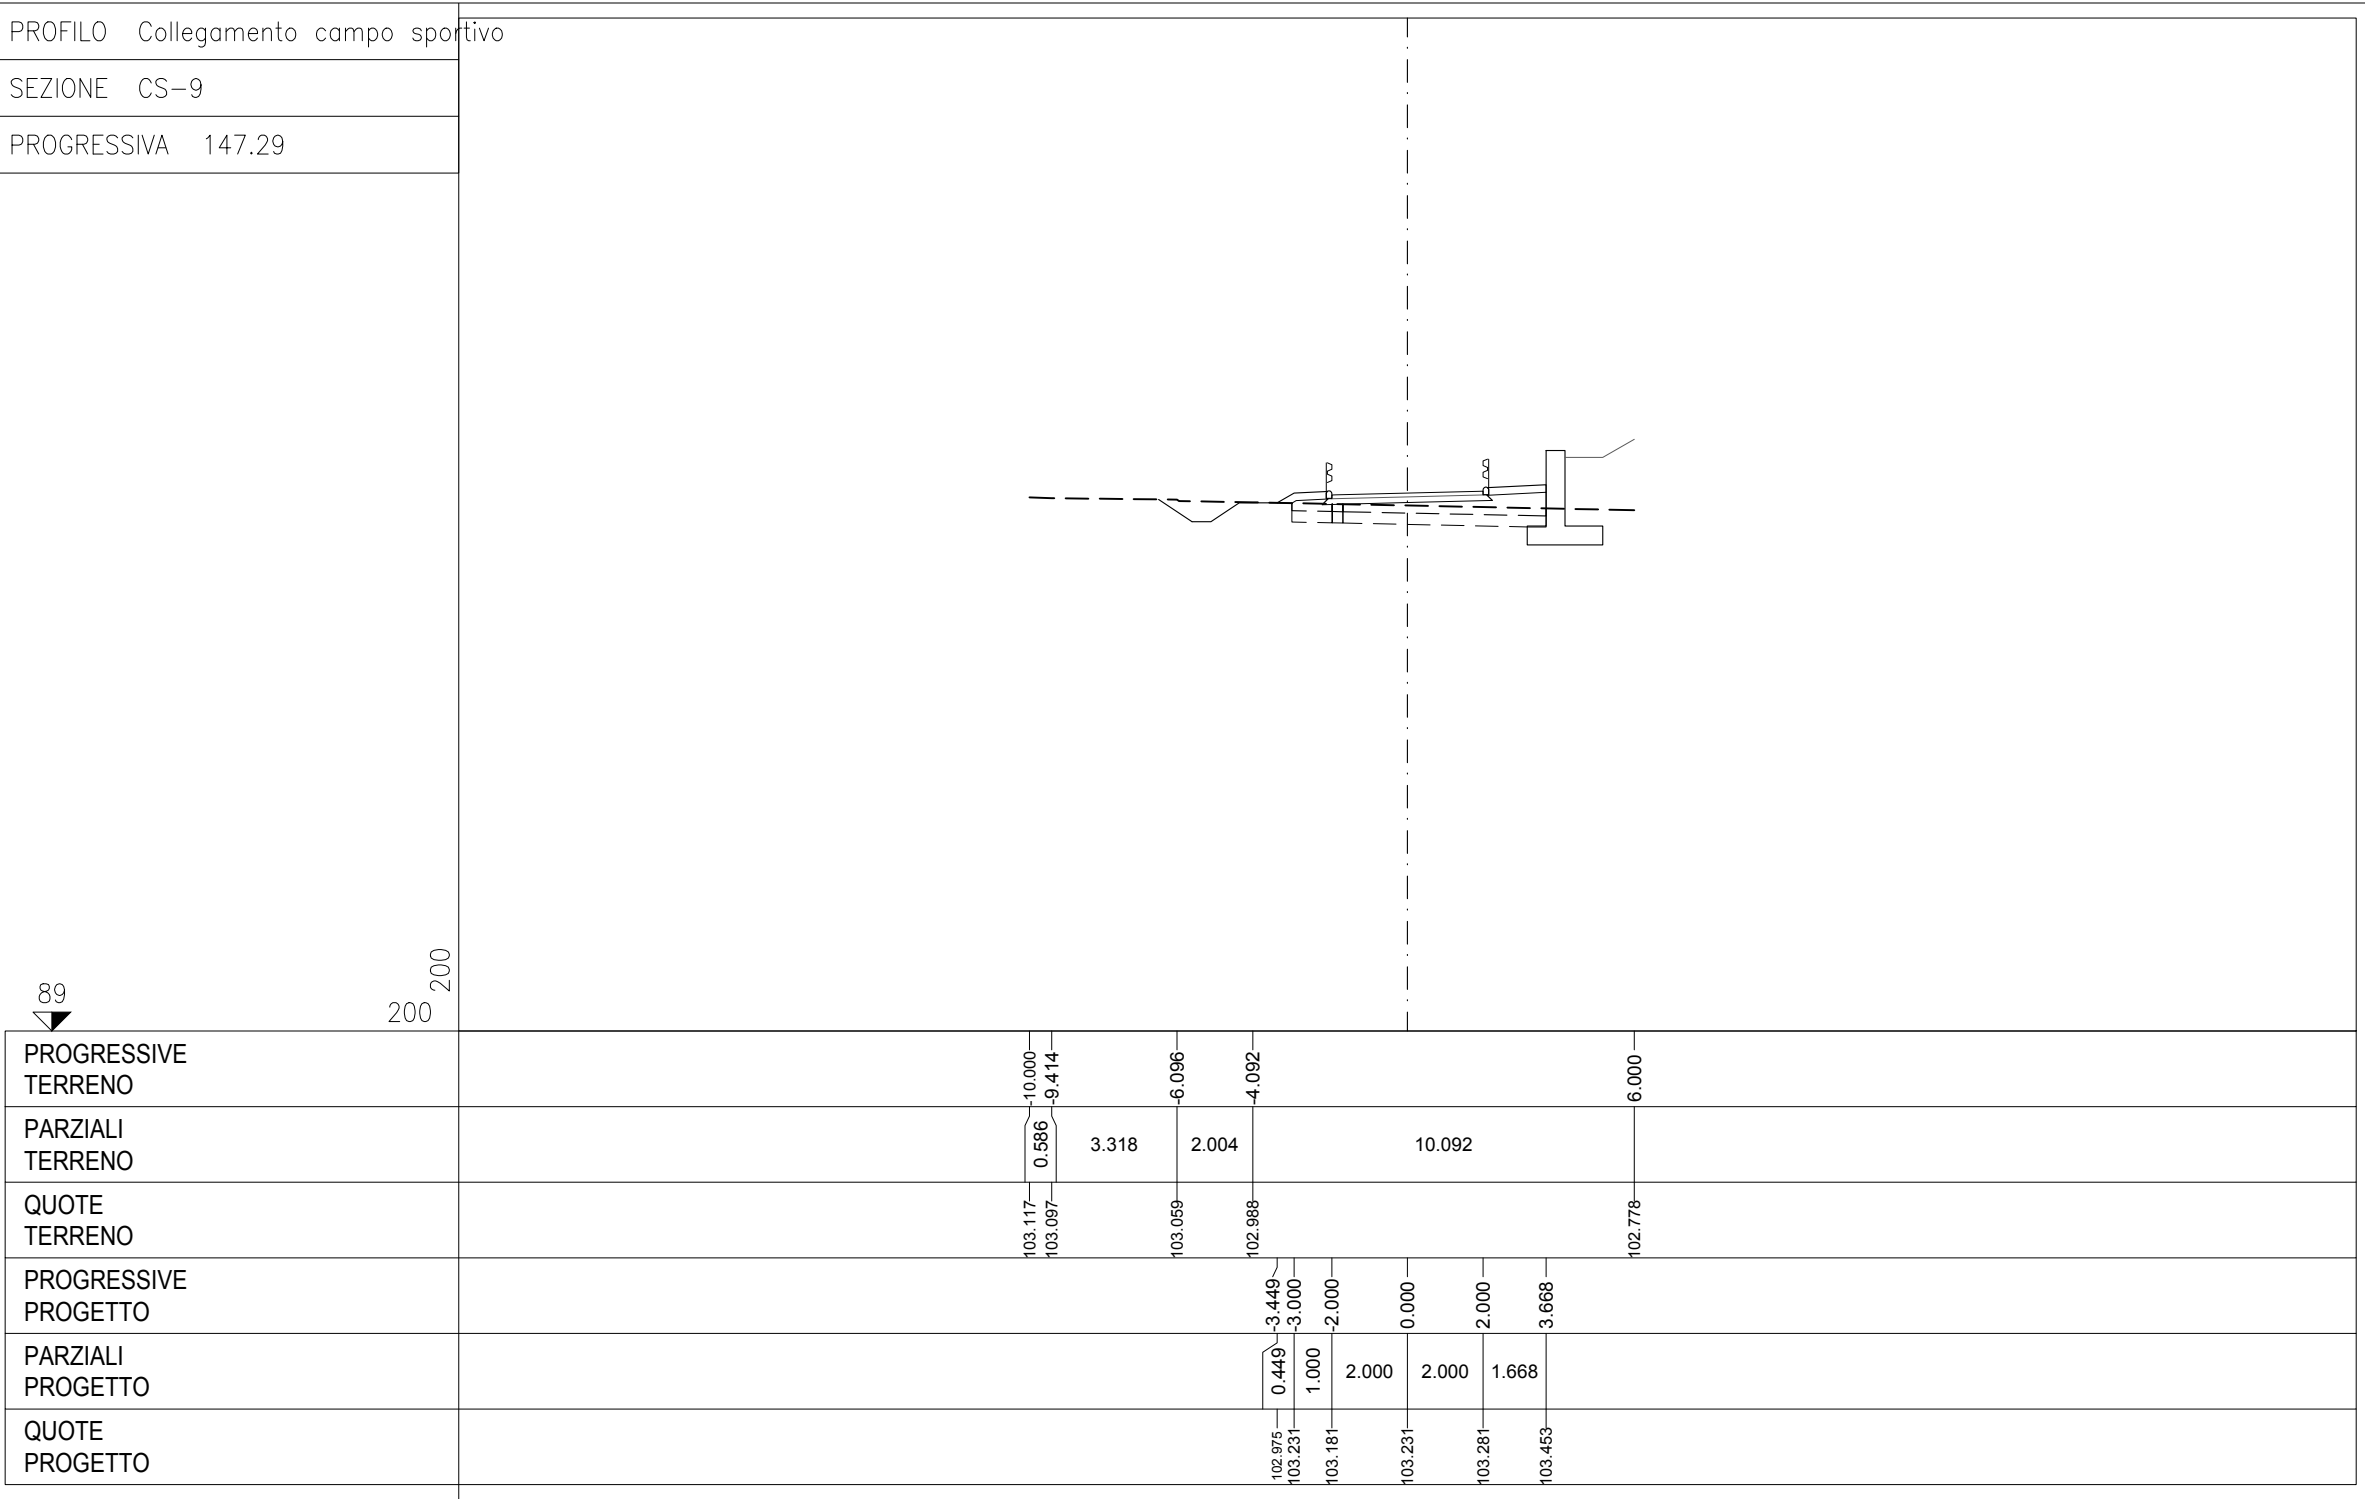 PROFILO Collegamento campo sportivo
SEZIONE CS-9
PROGRESSIVA 147.29
200
89
200
PROGRESSIVE
TERRENO
-10.000 -9.414 -6.096 -4.092 6.000
PARZIALI
TERRENO
0.586 3.318 2.004 10.092
QUOTE
TERRENO
103.117 103.097 103.059 102.988 102.778
PROGRESSIVE
PROGETTO
-3.449 -3.000 -2.000 0.000 2.000 3.668
PARZIALI
PROGETTO
0.449 1.000 2.000 2.000 1.668
QUOTE
PROGETTO
102.975 103.231 103.181 103.231 103.281 103.453